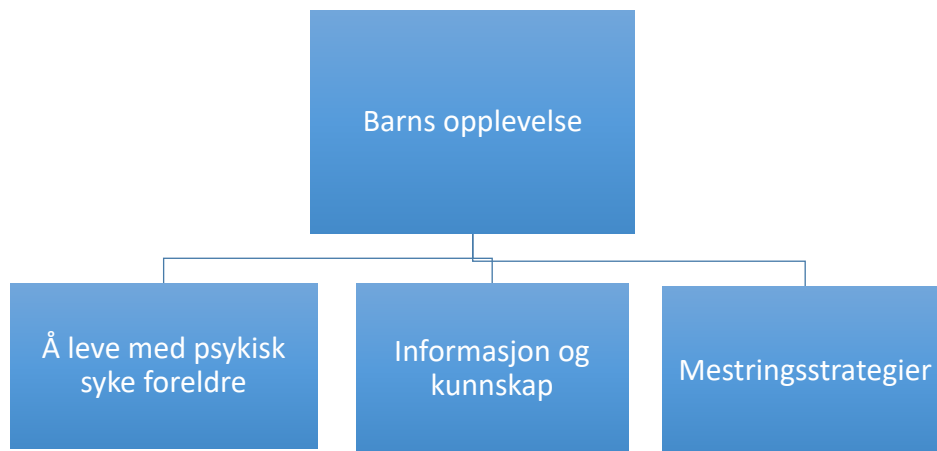 Barns opplevelse
Å leve med psykisk
syke foreldre
Informasjon og
kunnskap
Mestringsstrategier